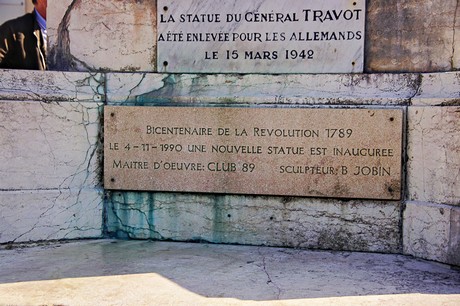 LA STATUE DU GÉNÉRAL TRAVOT
A ÉTÉ ENLEVÉE POUR LES ALLEMANDS
LE 15 MARS 1942
BICENTENAIRE DE LA REVOLUTION 1789
LE 4-11-1990 UNE NOUVELLE STATUE EST INAUGUREE
MAITRE D'OEUVRE: CLUB 89 SCULPTEUR: B JOBIN